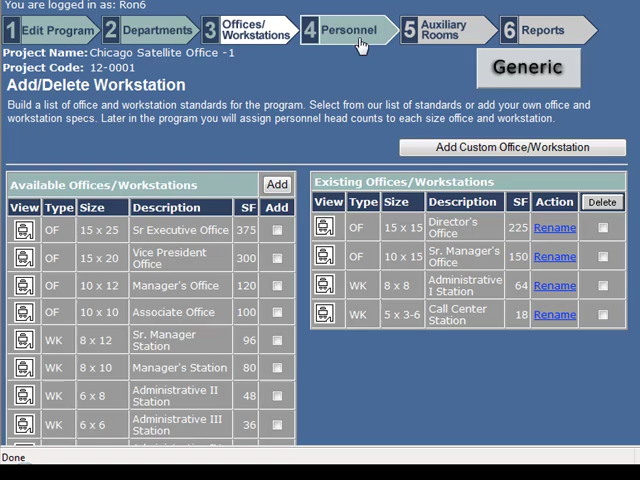 You are logged in as: Ron6
1 Edit Program 2 Departments 3 Offices/ Workstations 4 Personnel 5 Auxiliary Rooms 6 Reports
Project Name: Chicago Satellite Office -1
Project Code: 12-0001
Generic
Add/Delete Workstation
Build a list of office and workstation standards for the program. Select from our list of standards or add your own office and
workstation specs. Later in the program you will assign personnel head counts to each size office and workstation.
Add Custom Office/Workstation
Available Offices/Workstations Add
View Type Size Description SF Add
OF 15 x 25 Sr Executive Office 375
OF 15 x 20 Vice President Office 300
OF 10 x 12 Manager's Office 120
OF 10 x 10 Associate Office 100
WK 8 x 12 Sr. Manager Station 96
WK 8 x 10 Manager's Station 80
WK 6 x 8 Administrative II Station 48
WK 6 x 6 Administrative III Station 36
Existing Offices/Workstations
View Type Size Description SF Action Delete
OF 15 x 15 Director's Office 225 Rename
OF 10 x 15 Sr. Manager's Office 150 Rename
WK 8 x 8 Administrative I Station 64 Rename
WK 5 x 3-6 Call Center Station 18 Rename
Done